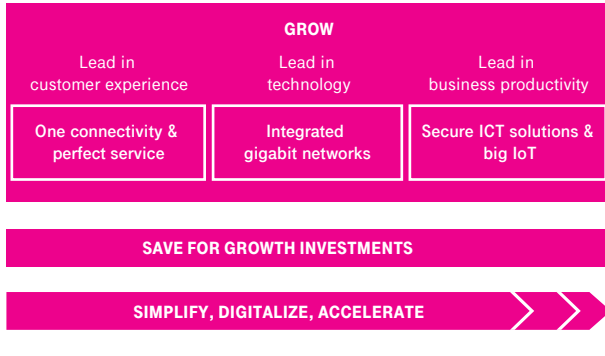 GROW
Lead in
customer experience
Lead in
technology
Lead in
business productivity
One connectivity &
perfect service
Integrated
gigabit networks
Secure ICT solutions &
big IoT
SAVE FOR GROWTH INVESTMENTS
SIMPLIFY, DIGITALIZE, ACCELERATE